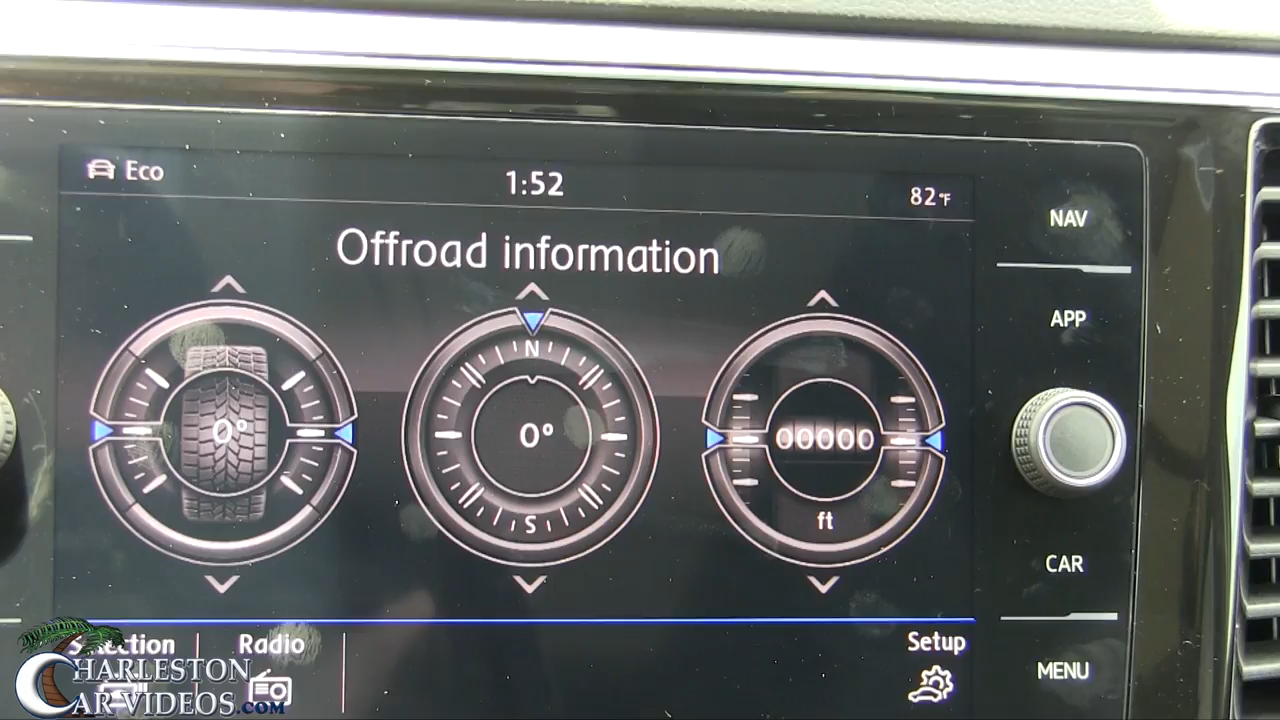 Eco
1:52
82°F
NAV
Offroad information
APP
N
0°
0°
00000
S
ft
CAR
Selection
Radio
Setup
MENU
CHARLESTON
CAR VIDEOS.COM